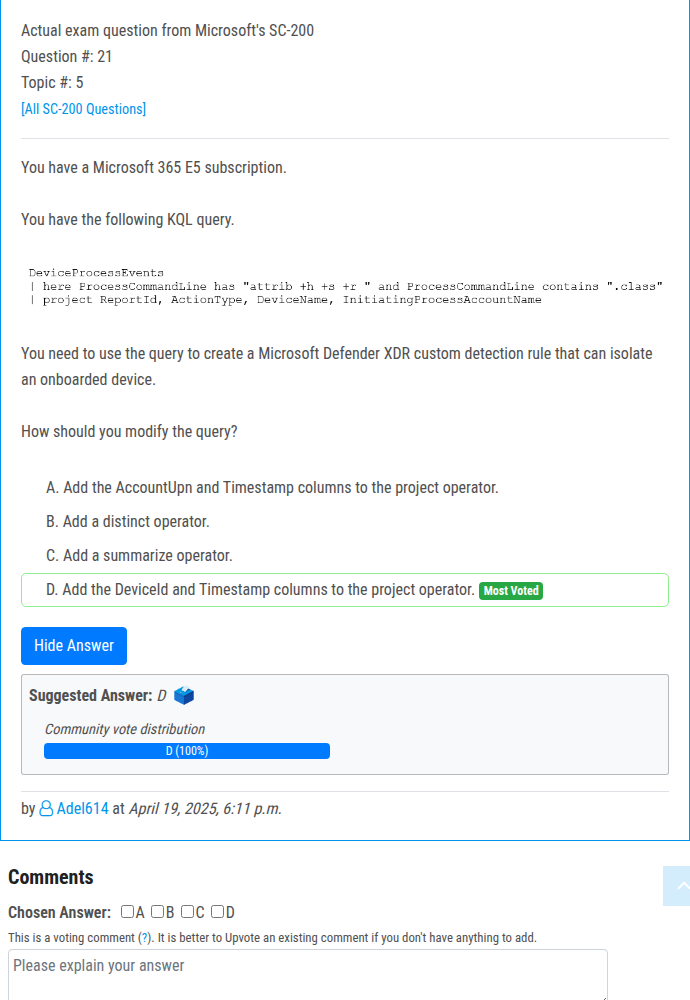 Actual exam question from Microsoft's SC-200
Question #: 21
Topic #: 5
[All SC-200 Questions]
You have a Microsoft 365 E5 subscription.
You have the following KQL query.
DeviceProcessEvents
| here ProcessCommandLine has "attrib +h +s +r " and ProcessCommandLine contains ".class"
| project ReportId, ActionType, DeviceName, InitiatingProcessAccountName
You need to use the query to create a Microsoft Defender XDR custom detection rule that can isolate
an onboarded device.
How should you modify the query?
A. Add the AccountUpn and Timestamp columns to the project operator.
B. Add a distinct operator.
C. Add a summarize operator.
D. Add the DeviceId and Timestamp columns to the project operator. Most Voted
Hide Answer
Suggested Answer: D
Community vote distribution
D (100%)
by Adel614 at April 19, 2025, 6:11 p.m.
Comments
Chosen Answer: A B C D
This is a voting comment (?). It is better to Upvote an existing comment if you don't have anything to add.
Please explain your answer